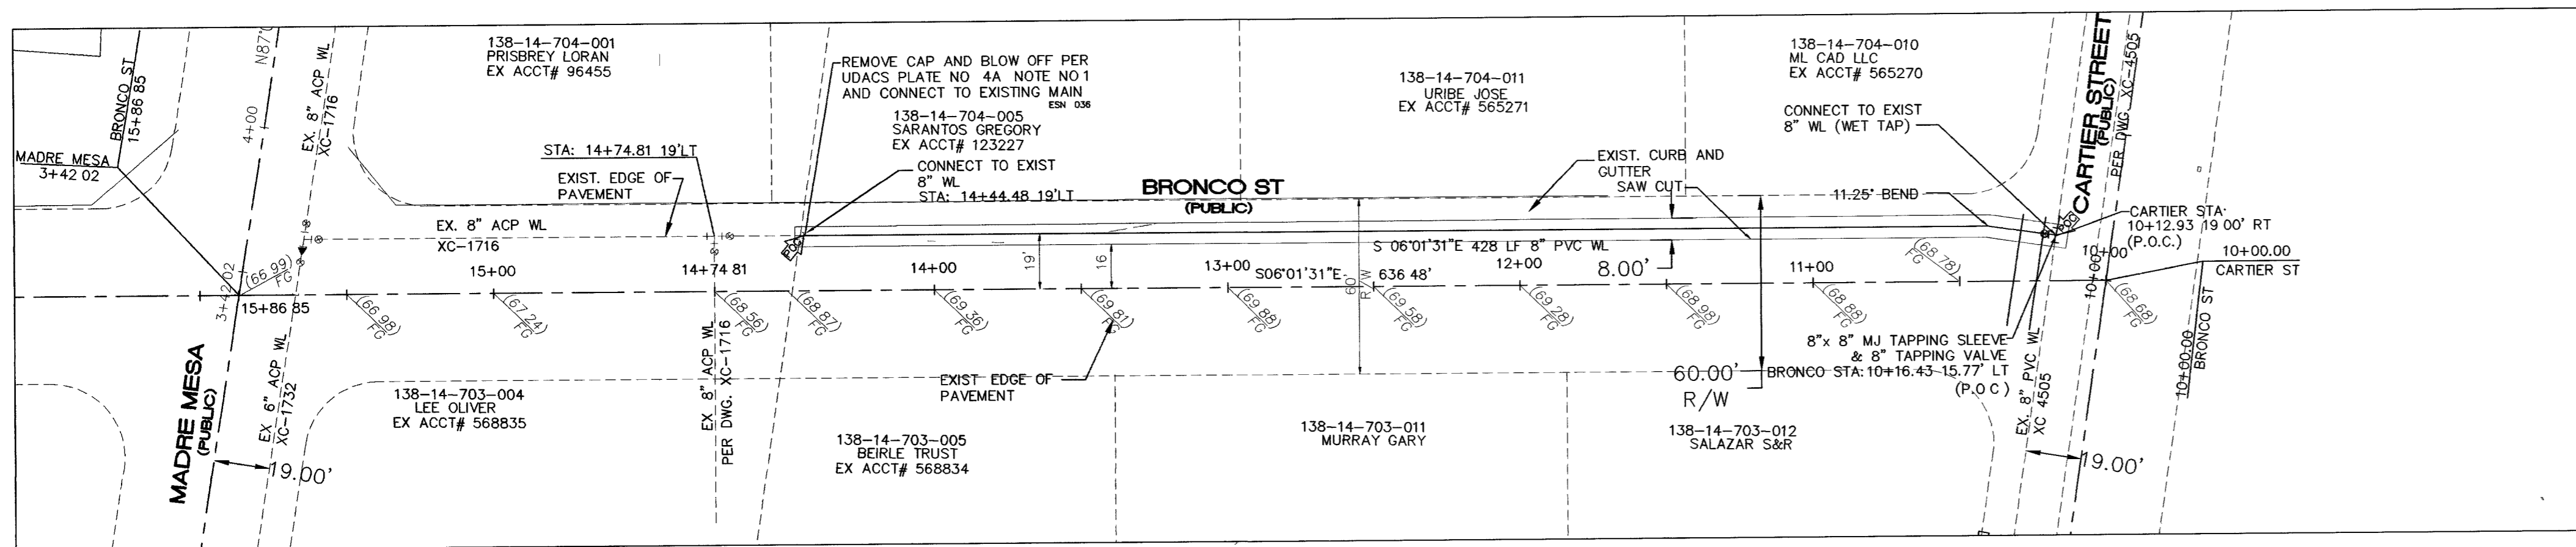 BRONCO ST
15+86 85
MADRE MESA
3+42 02
4+00
EX. 8" ACP WL
XC-1716
138-14-704-001
PRISBREY LORAN
EX ACCT# 96455
REMOVE CAP AND BLOW OFF PER
UDACS PLATE NO 4A NOTE NO 1
AND CONNECT TO EXISTING MAIN
ESN 036
138-14-704-005
SARANTOS GREGORY
EX ACCT# 123227
CONNECT TO EXIST
8" WL
STA: 14+44.48 19'LT
STA: 14+74.81 19'LT
EXIST. EDGE OF
PAVEMENT
138-14-704-011
URIBE JOSE
EX ACCT# 565271
138-14-704-010
ML CAD LLC
EX ACCT# 565270
CONNECT TO EXIST
8" WL (WET TAP)
CARTIER STREET
(PUBLIC)
PER DWG XC-4505
EXIST. CURB AND
GUTTER
SAW CUT
11.25° BEND
BRONCO ST
(PUBLIC)
CARTIER STA:
10+12.93 19 00' RT
(P.O.C.)
10+00.00
CARTIER ST
EX. 8" ACP WL
XC-1716
POC
POC
S 06°01'31"E 428 LF 8" PVC WL
3+42 02
(66 99)
FG
15+86 85
15+00
14+74 81
14+00
19'
16'
13+00
S06°01'31"E
636 48'
60'
R/W
12+00
8.00'
11+00
10+00
10+00
(66 98)
FG
(67 24)
FG
(68 56)
FG
(68 87)
FG
(69 36)
FG
(69 81)
FG
(69 88)
FG
(69 58)
FG
(69 28)
FG
(68 98)
FG
(68 88)
FG
(68 78)
FG
(68 68)
FG
10+00.00
BRONCO ST
MADRE MESA
(PUBLIC)
EX 6" ACP WL
XC-1732
19.00'
138-14-703-004
LEE OLIVER
EX ACCT# 568835
EX 8" ACP WL
PER DWG. XC-1716
138-14-703-005
BEIRLE TRUST
EX ACCT# 568834
EXIST EDGE OF
PAVEMENT
138-14-703-011
MURRAY GARY
60.00'
R/W
138-14-703-012
SALAZAR S&R
8"x 8" MJ TAPPING SLEEVE
& 8" TAPPING VALVE
BRONCO STA: 10+16.43 15.77' LT
(P.O C )
EX. 8" PVC WL
XC 4505
19.00'